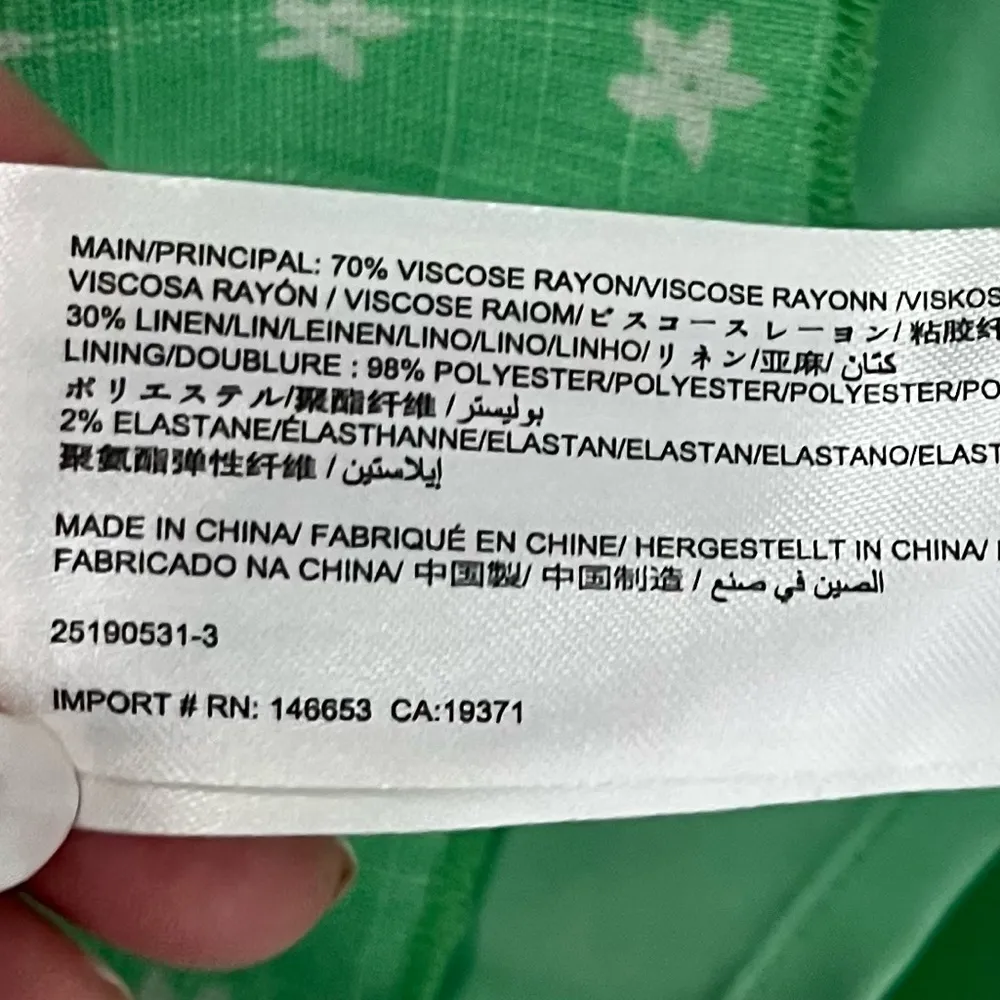 MAIN/PRINCIPAL: 70% VISCOSE RAYON/VISCOSE RAYONN /VISKOS
VISCOSA RAYÓN / VISCOSE RAIOM/ ビスコースレーヨン/ 粘胶纤
30% LINEN/LIN/LEINEN/LINO/LINO/LINHO/ リネン/亚麻/ كتان
LINING/DOUBLURE : 98% POLYESTER/POLYESTER/POLYESTER/PO
ポリエステル/聚酯纤维 / بوليستر
2% ELASTANE/ÉLASTHANNE/ELASTAN/ELASTAN/ELASTANO/ELAST
聚氨酯弹性纤维 / إيلاستين
MADE IN CHINA/ FABRIQUÉ EN CHINE/ HERGESTELLT IN CHINA/
FABRICADO NA CHINA/ 中国製/ 中国制造 / الصين في صنع
25190531-3
IMPORT # RN: 146653 CA:19371